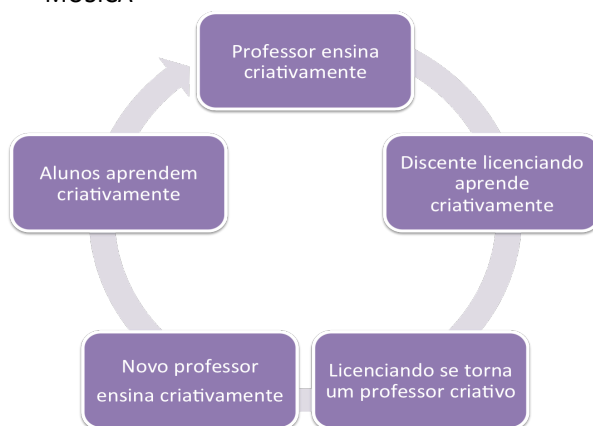 MÚSICA
Professor ensina
criativamente
Discente licenciando
aprende
criativamente
Licenciando se torna
um professor criativo
Novo professor
ensina criativamente
Alunos aprendem
criativamente